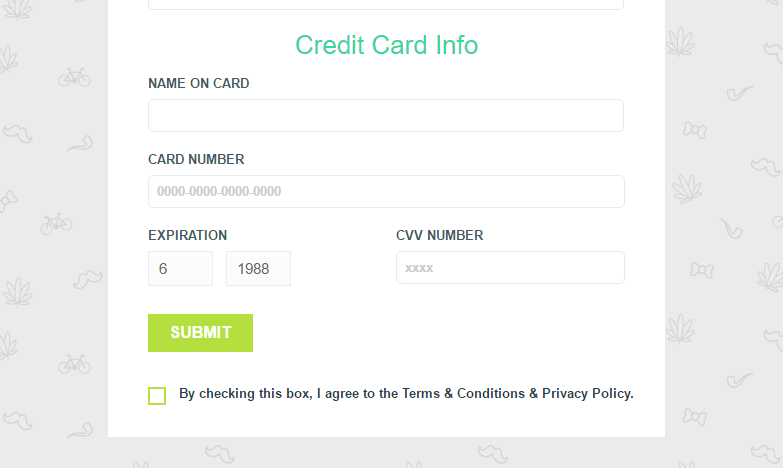 Credit Card Info
NAME ON CARD
CARD NUMBER
0000-0000-0000-0000
EXPIRATION CVV NUMBER
6 1988 xxxx
SUBMIT
By checking this box, I agree to the Terms & Conditions & Privacy Policy.